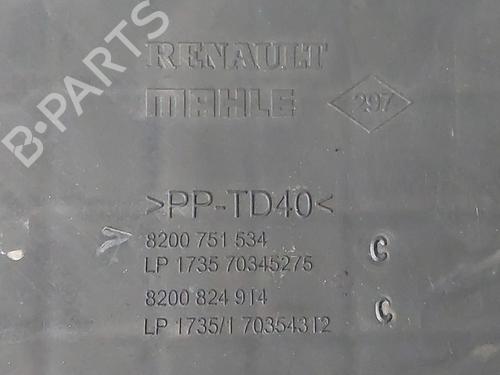 B-PARTS
RENAULT
MAHLE
297
>PP-TD40<
8200 751 534 C
LP 1735 70345275
8200 824 914 C
LP 1735/1 70354312